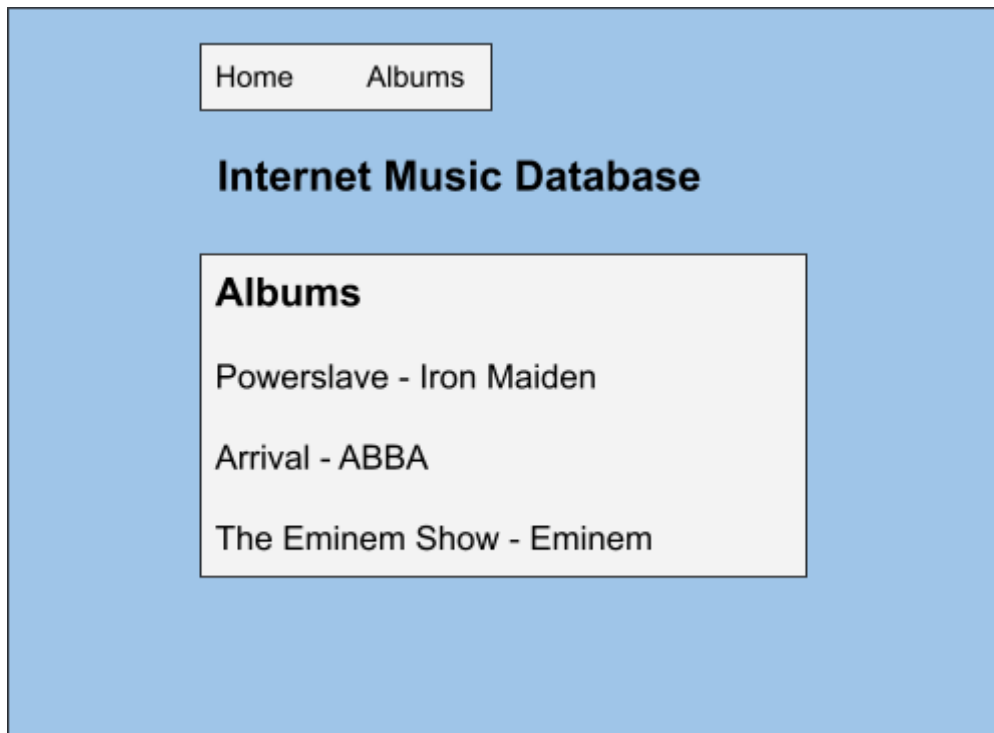 Home Albums
Internet Music Database
Albums
Powerslave - Iron Maiden
Arrival - ABBA
The Eminem Show - Eminem